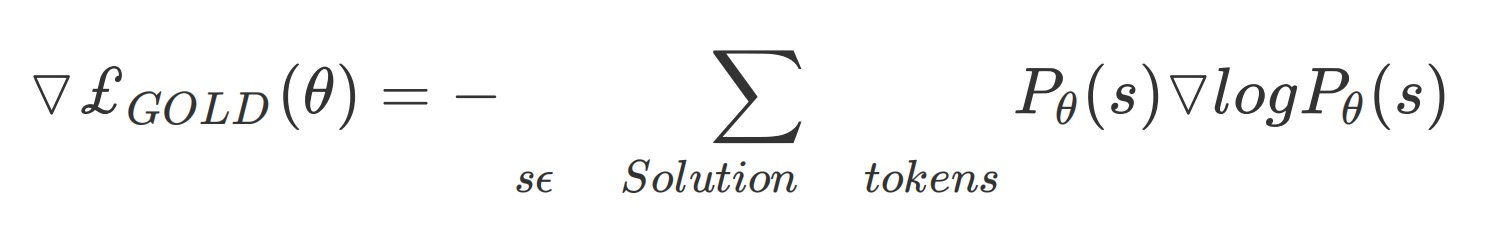 ▽£GOLD(θ) = − ∑ Pθ(s)▽logPθ(s)
sϵ Solution tokens